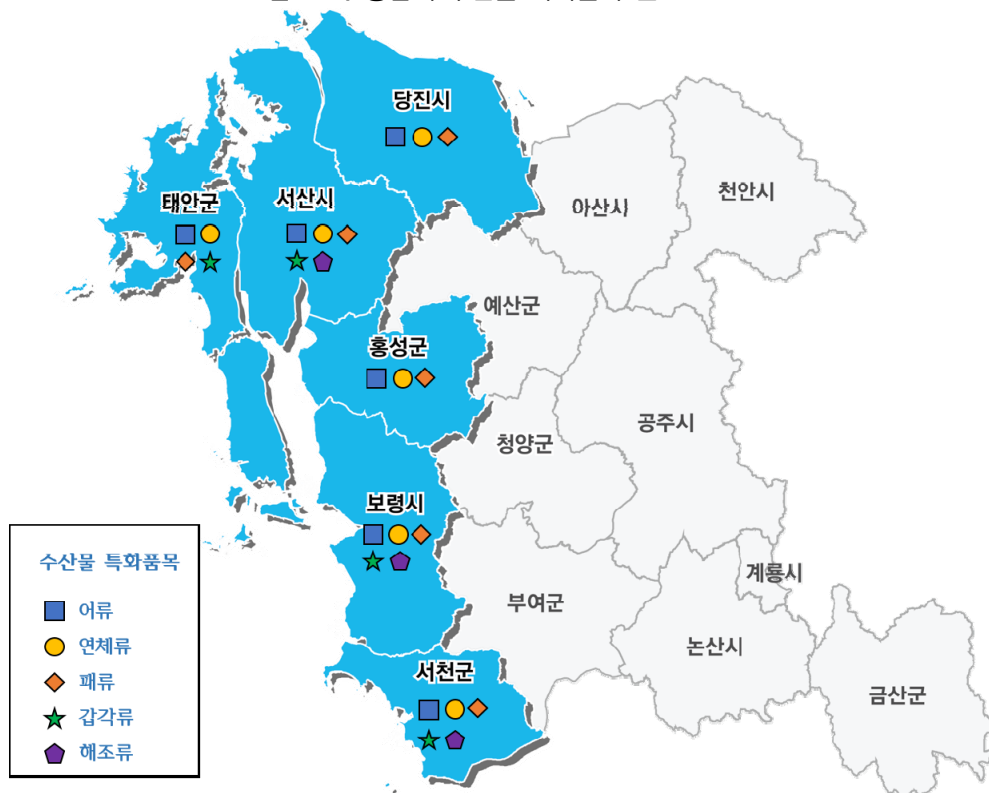 당진시
천안시
아산시
태안군
서산시
예산군
홍성군
공주시
청양군
보령시
수산물 특화품목
어류
연체류
패류
갑각류
해조류
계룡시
부여군
논산시
서천군
금산군